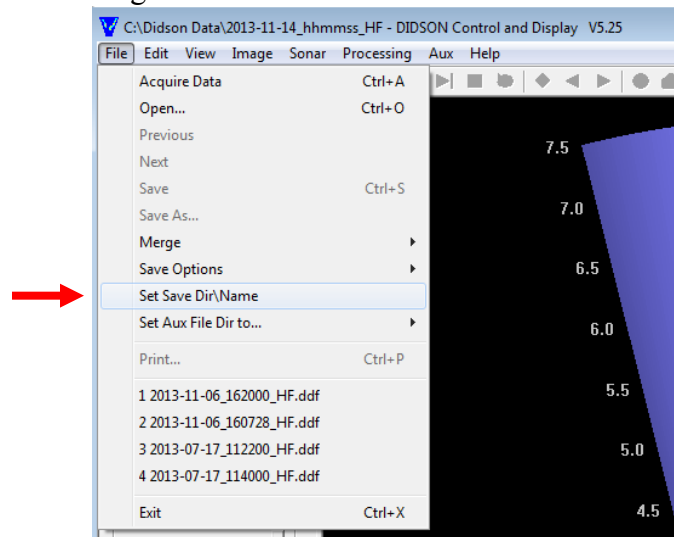 C:\Didson Data\2013-11-14_hhmmss_HF - DIDSON Control and Display V5.25
File Edit View Image Sonar Processing Aux Help
Acquire Data Ctrl+A
Open... Ctrl+O
Previous
Next
Save Ctrl+S
Save As...
Merge
Save Options
Set Save Dir\Name
Set Aux File Dir to...
Print... Ctrl+P
1 2013-11-06_162000_HF.ddf
2 2013-11-06_160728_HF.ddf
3 2013-07-17_112200_HF.ddf
4 2013-07-17_114000_HF.ddf
Exit Ctrl+X
7.5
7.0
6.5
6.0
5.5
5.0
4.5